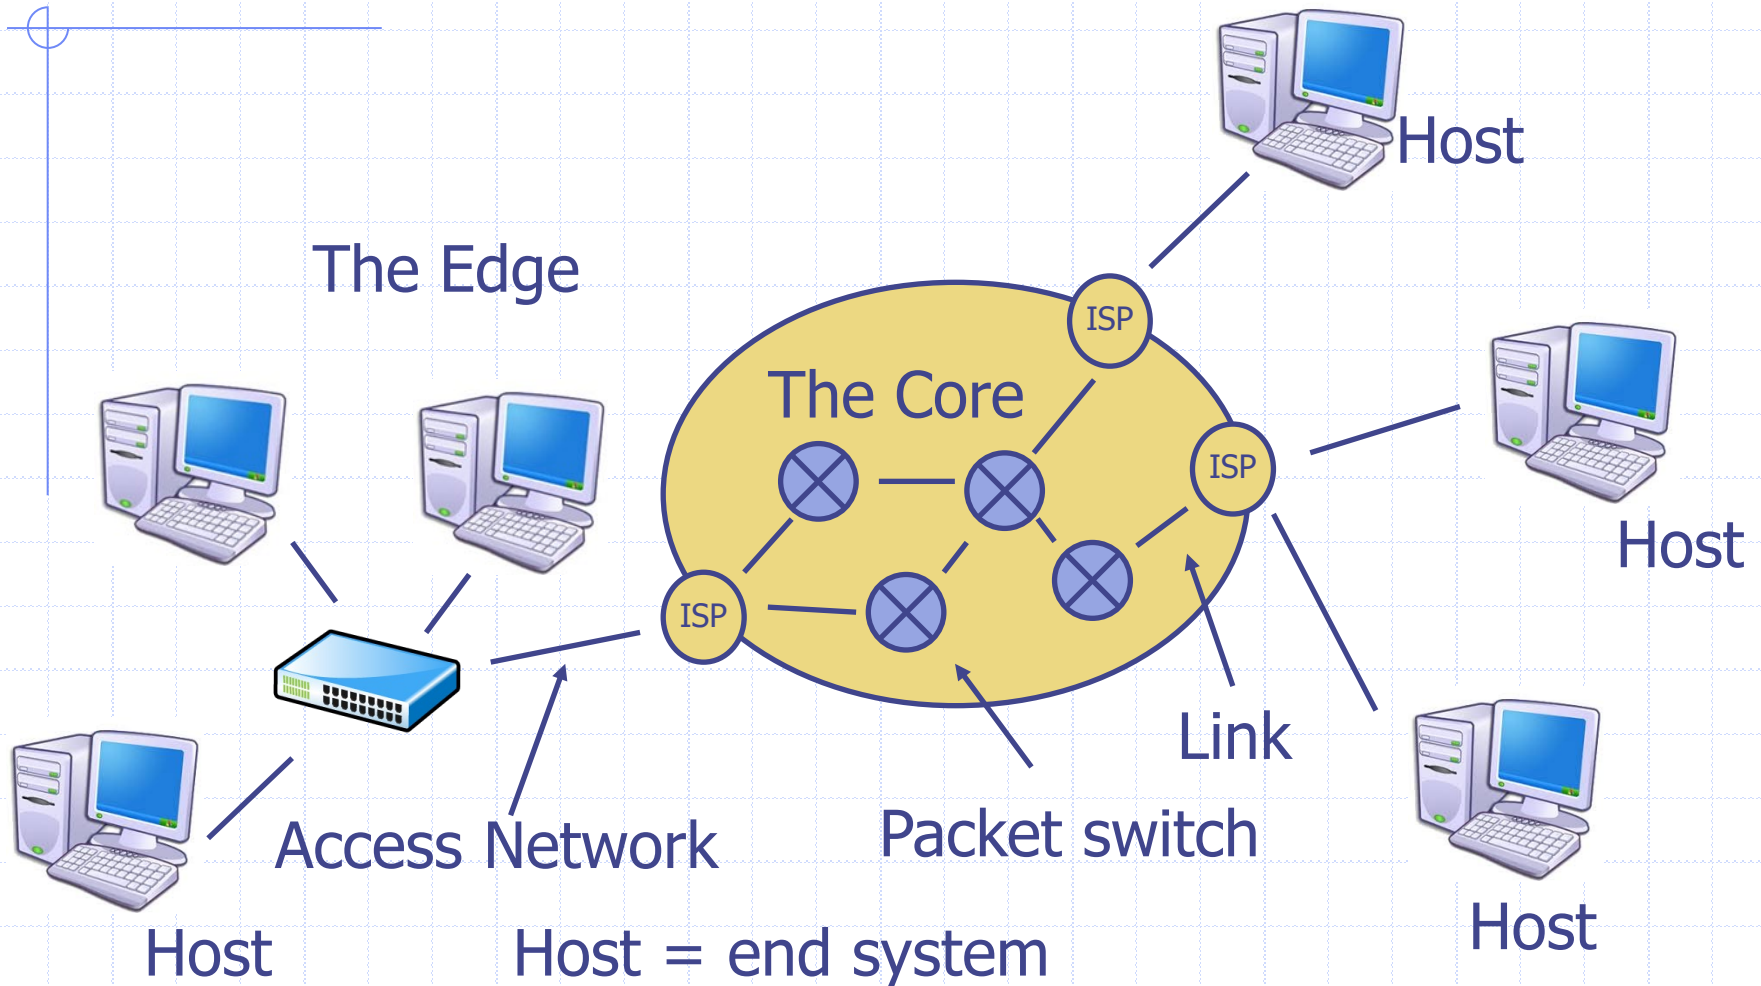 Host
The Edge
ISP
The Core
ISP
Host
ISP
Link
Access Network
Packet switch
Host
Host
Host = end system